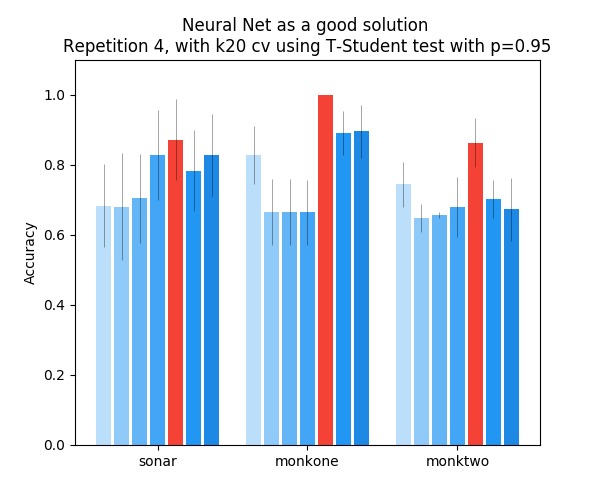 Neural Net as a good solution
Repetition 4, with k20 cv using T-Student test with p=0.95
1.0
0.8
0.6
0.4
0.2
0.0
Accuracy
sonar
monkone
monktwo